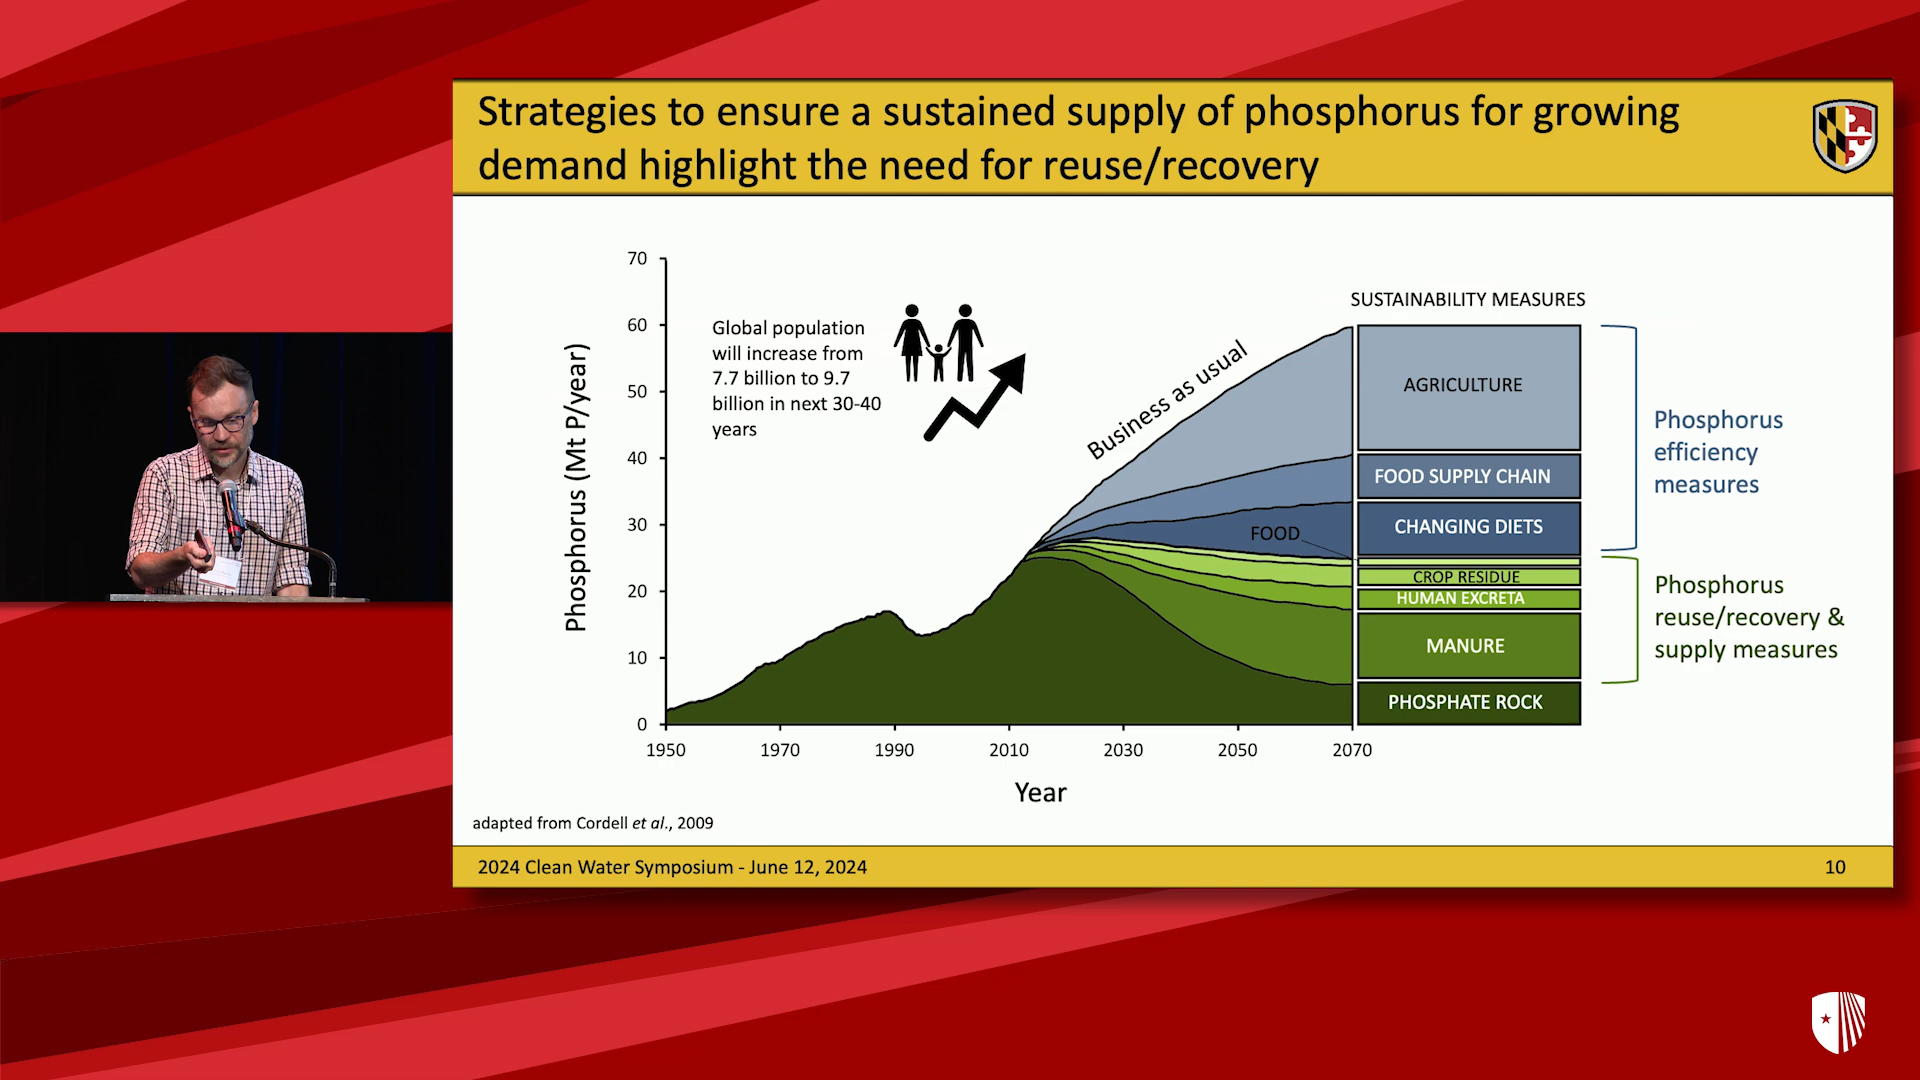 Strategies to ensure a sustained supply of phosphorus for growing
demand highlight the need for reuse/recovery
Phosphorus (Mt P/year)
70
60
50
40
30
20
10
0
1950
1970
1990
2010
2030
2050
2070
Year
Global population
will increase from
7.7 billion to 9.7
billion in next 30-40
years
Business as usual
FOOD
SUSTAINABILITY MEASURES
AGRICULTURE
FOOD SUPPLY CHAIN
CHANGING DIETS
CROP RESIDUE
HUMAN EXCRETA
MANURE
PHOSPHATE ROCK
Phosphorus
efficiency
measures
Phosphorus
reuse/recovery &
supply measures
adapted from Cordell et al., 2009
2024 Clean Water Symposium - June 12, 2024
10